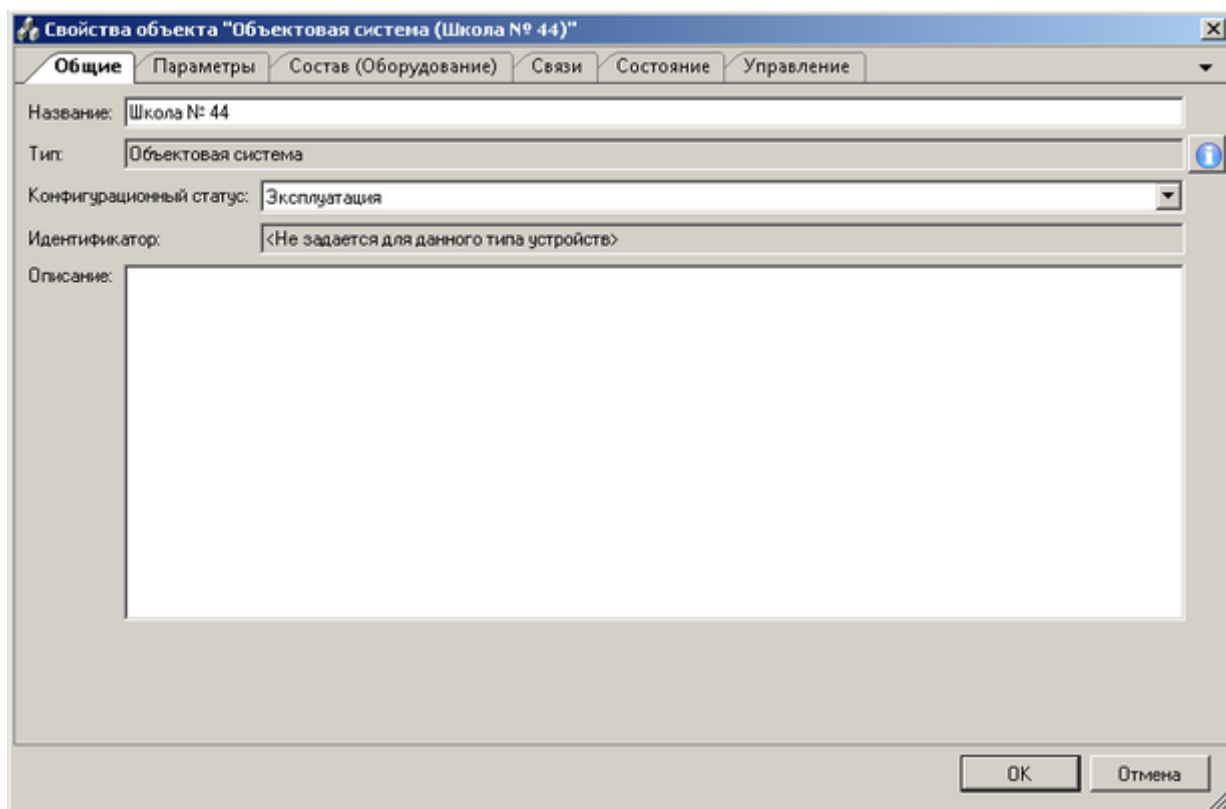 Свойства объекта "Объектовая система (Школа № 44)"
Общие Параметры Состав (Оборудование) Связи Состояние Управление
Название: Школа № 44
Тип: Объектовая система
Конфигурационный статус: Эксплуатация
Идентификатор: <Не задается для данного типа устройств>
Описание:
OK Отмена